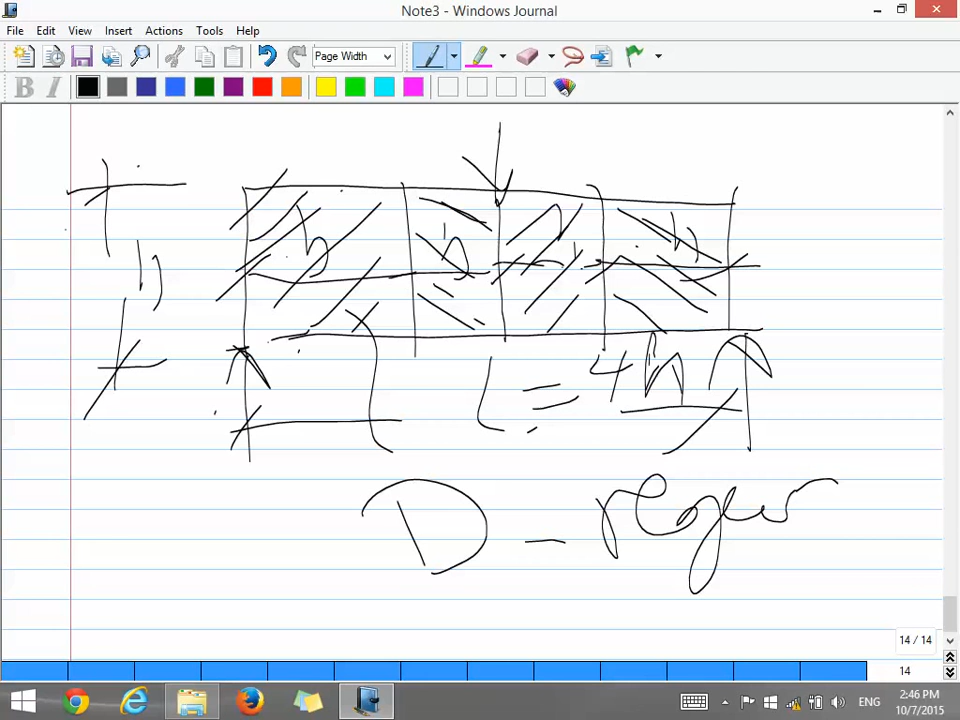 Note3 - Windows Journal
File Edit View Insert Actions Tools Help
Page Width
B I
h
h h h h
L = 4h
D -
14 / 14
14
ENG
2:46 PM
10/7/2015